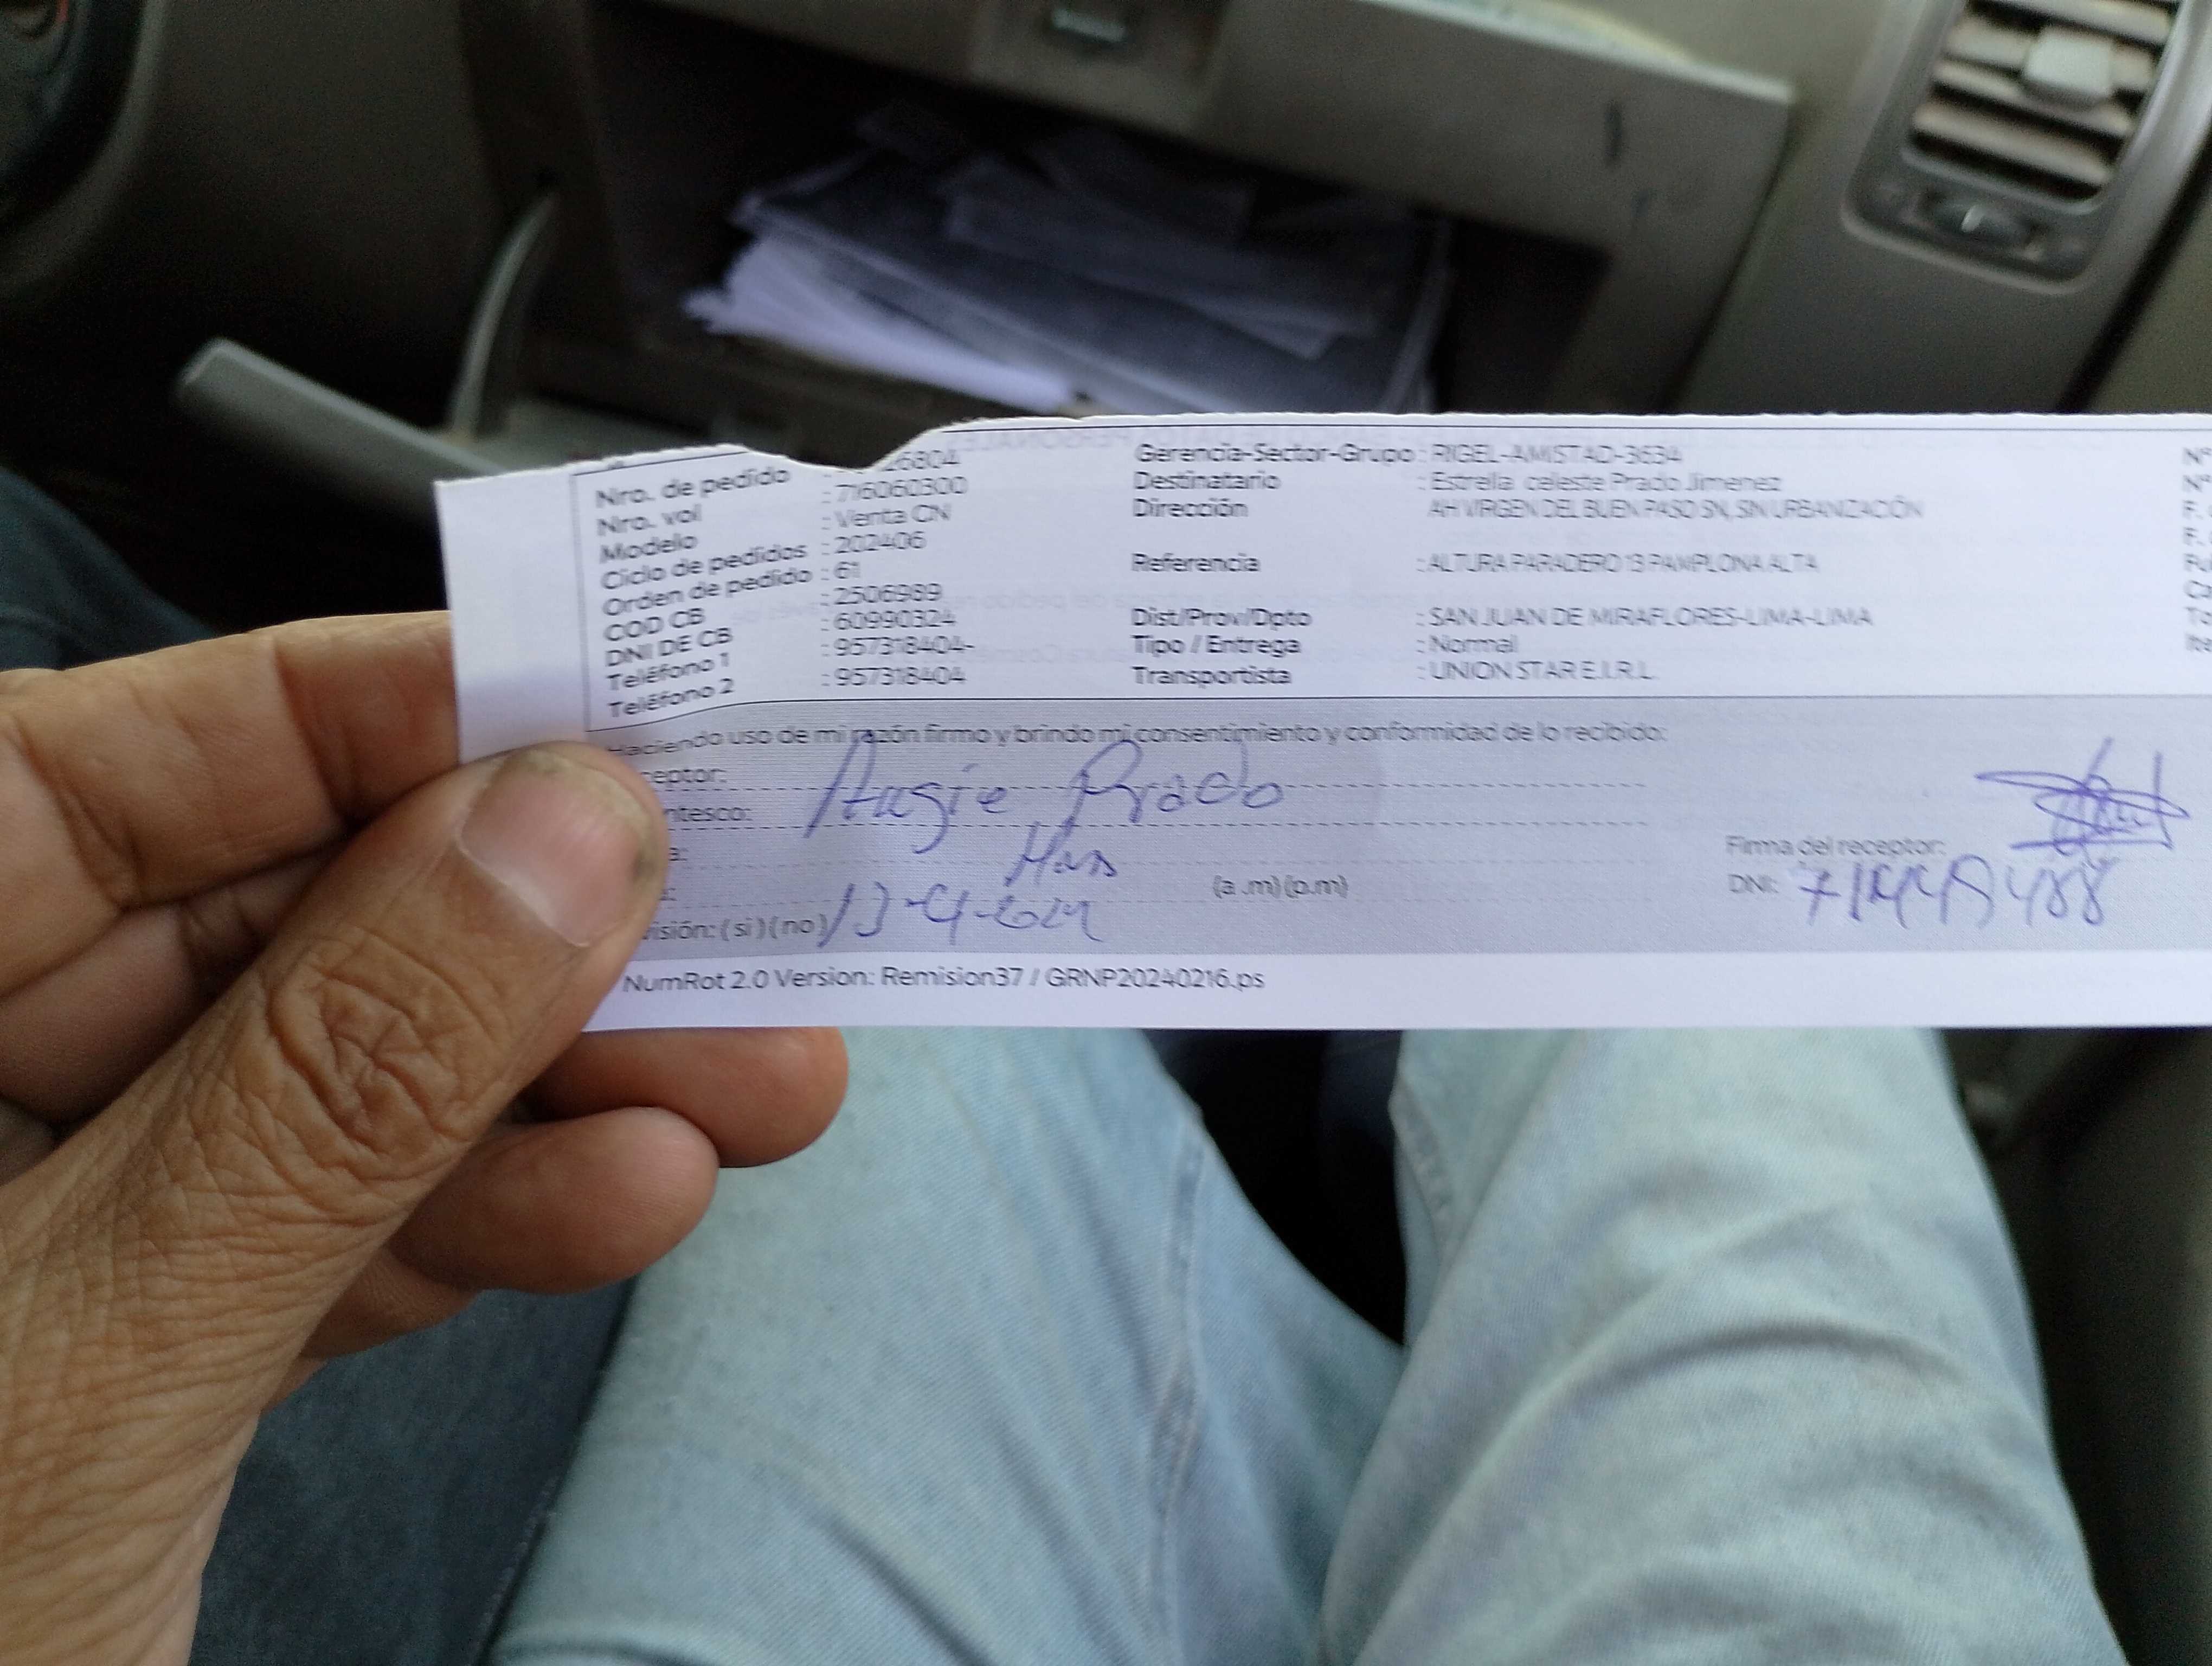 Nro. de pedido : 26804
Nro. vol : 716060300
Modelo : Venta CN
Ciclo de pedidos : 202406
Orden de pedido : 61
COD CB : 2506989
DNI DE CB : 60990324
Teléfono 1 : 957318404-
Teléfono 2 : 957318404
Gerencia-Sector-Grupo : RIGEL-AMISTAD-3634
Destinatario : Estrella celeste Prado Jimenez
Dirección AH VIRGEN DEL BUEN PASO SN, SIN URBANIZACIÓN
Referencia : ALTURA PARADERO 13 PAMPLONA ALTA
Dist/Prov/Dpto : SAN JUAN DE MIRAFLORES-LIMA-LIMA
Tipo / Entrega : Normal
Transportista : UNION STAR E.I.R.L.
N°
N°
F.
F.
Haciendo uso de mi razón firmo y brindo mi consentimiento y conformidad de lo recibido:
ceptor: Angie Prado
ntesco:
a:
(a .m) (p.m)
visión: ( si ) ( no )
Firma del receptor:
DNI:
NumRot 2.0 Version: Remision37 / GRNP20240216.ps